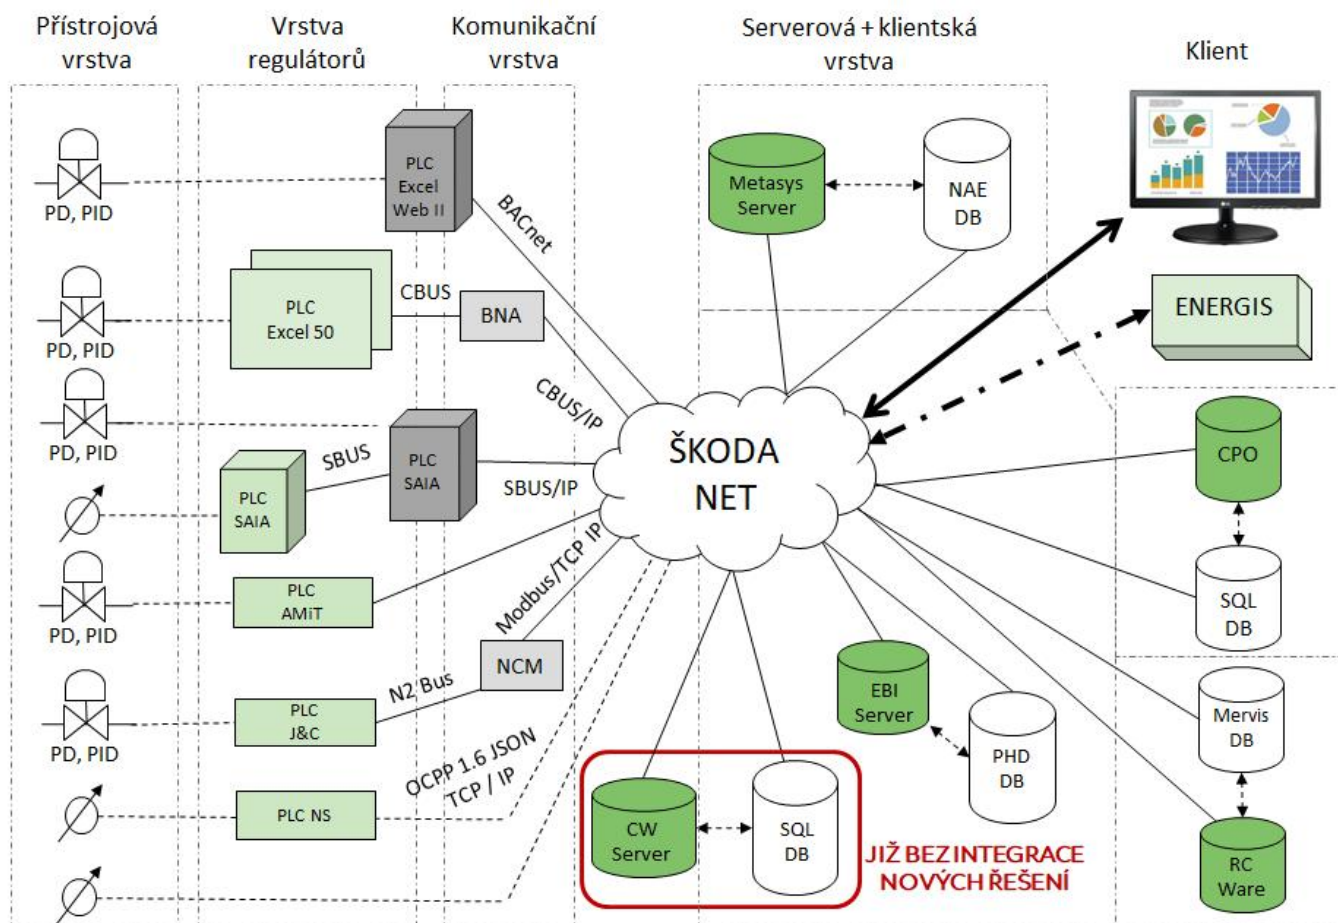 Přístrojová
vrstva
Vrstva
regulátorů
Komunikační
vrstva
Serverová + klientská
vrstva
Klient
PD, PID
PLC
Excel
Web II
BACnet
Metasys
Server
NAE
DB
PD, PID
PLC
Excel 50
CBUS
BNA
CBUS/IP
ENERGIS
PD, PID
SBUS
PLC
SAIA
PLC
SAIA
SBUS/IP
ŠKODA
NET
CPO
SQL
DB
PD, PID
PLC
AMiT
Modbus/TCP IP
NCM
N2 Bus
PD, PID
PLC
J&C
OCPP 1.6 JSON
TCP / IP
PLC NS
EBI
Server
PHD
DB
Mervis
DB
RC
Ware
CW
Server
SQL
DB
JIŽ BEZ INTEGRACE
NOVÝCH ŘEŠENÍ